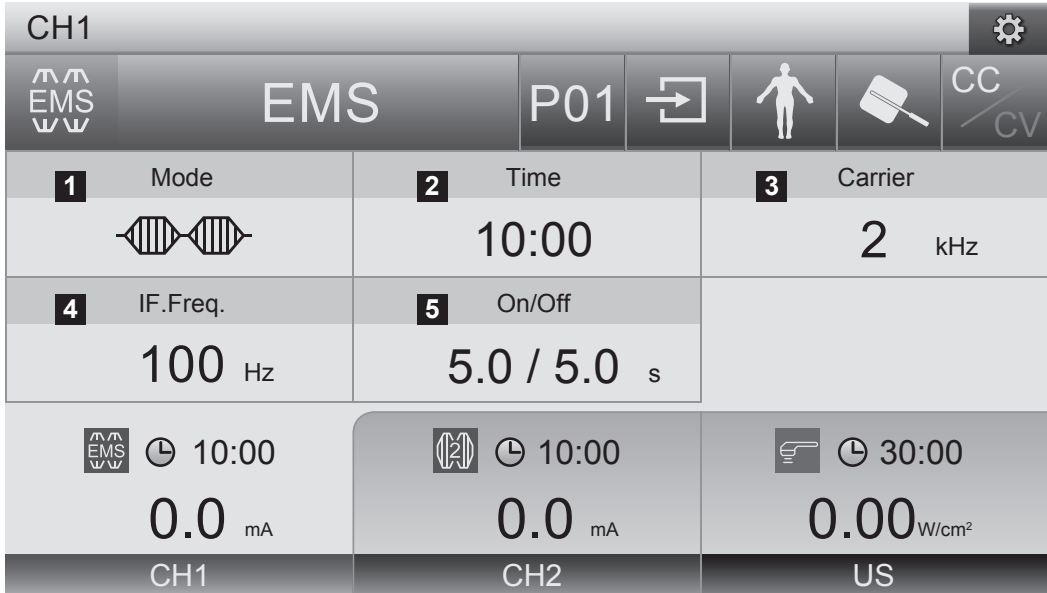 CH1
EMS EMS P01 CC/CV
1 Mode 2 Time 3 Carrier
10:00 2 kHz
4 IF.Freq. 5 On/Off
100 Hz 5.0 / 5.0 s
EMS 10:00 2 10:00 30:00
0.0 mA 0.0 mA 0.00 W/cm²
CH1 CH2 US